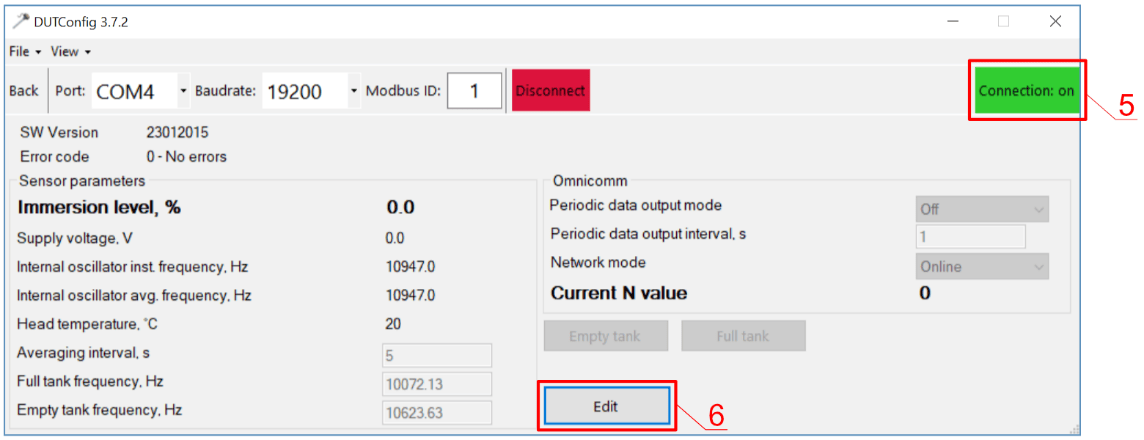 DUTConfig 3.7.2
File View
Back Port: COM4 Baudrate: 19200 Modbus ID: 1 Disconnect Connection: on
5
SW Version 23012015
Error code 0 - No errors
Sensor parameters
Immersion level, % 0.0
Supply voltage, V 0.0
Internal oscillator inst. frequency, Hz 10947.0
Internal oscillator avg. frequency, Hz 10947.0
Head temperature, °C 20
Averaging interval, s 5
Full tank frequency, Hz 10072.13
Empty tank frequency, Hz 10623.63
Omnicomm
Periodic data output mode Off
Periodic data output interval, s 1
Network mode Online
Current N value 0
Empty tank Full tank
Edit
6